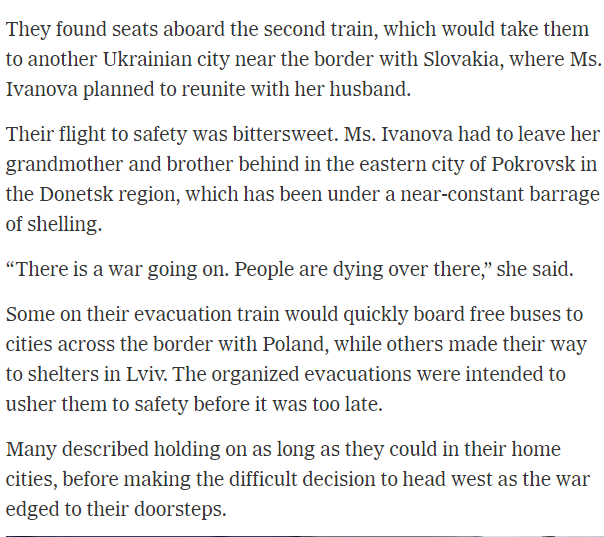 They found seats aboard the second train, which would take them
to another Ukrainian city near the border with Slovakia, where Ms.
Ivanova planned to reunite with her husband.
Their flight to safety was bittersweet. Ms. Ivanova had to leave her
grandmother and brother behind in the eastern city of Pokrovsk in
the Donetsk region, which has been under a near-constant barrage
of shelling.
“There is a war going on. People are dying over there,” she said.
Some on their evacuation train would quickly board free buses to
cities across the border with Poland, while others made their way
to shelters in Lviv. The organized evacuations were intended to
usher them to safety before it was too late.
Many described holding on as long as they could in their home
cities, before making the difficult decision to head west as the war
edged to their doorsteps.